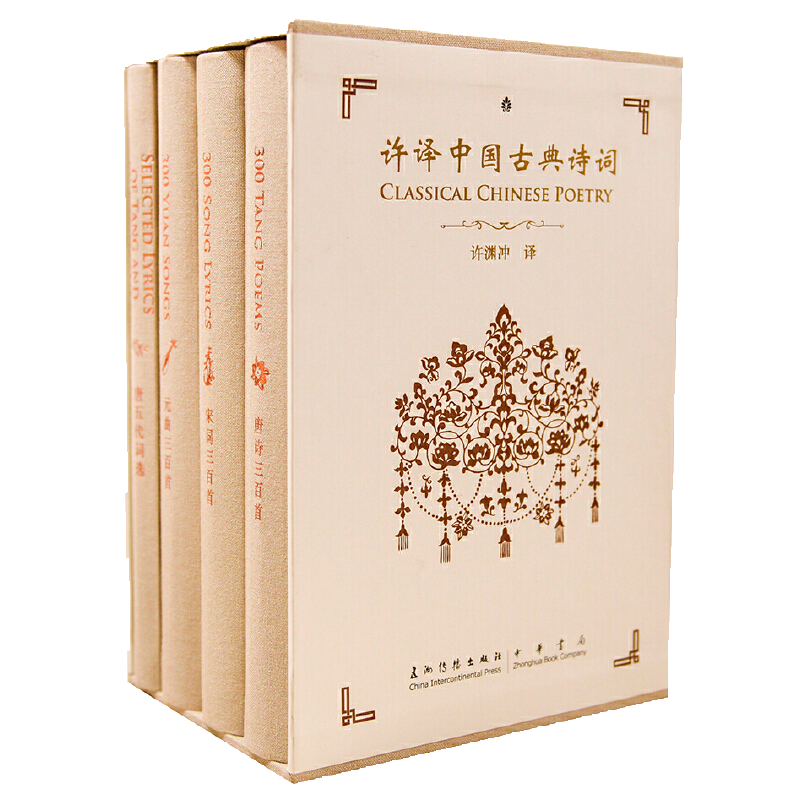 许译中国古典诗词
CLASSICAL CHINESE POETRY
许渊冲 译
五洲传播出版社
China Intercontinental Press
中华书局
Zhonghua Book Company
300 TANG POEMS
唐诗三百首
300 SONG LYRICS
宋词三百首
300 YUAN SONGS
元曲三百首
SELECTED LYRICS
OF TANG AND
唐五代词选